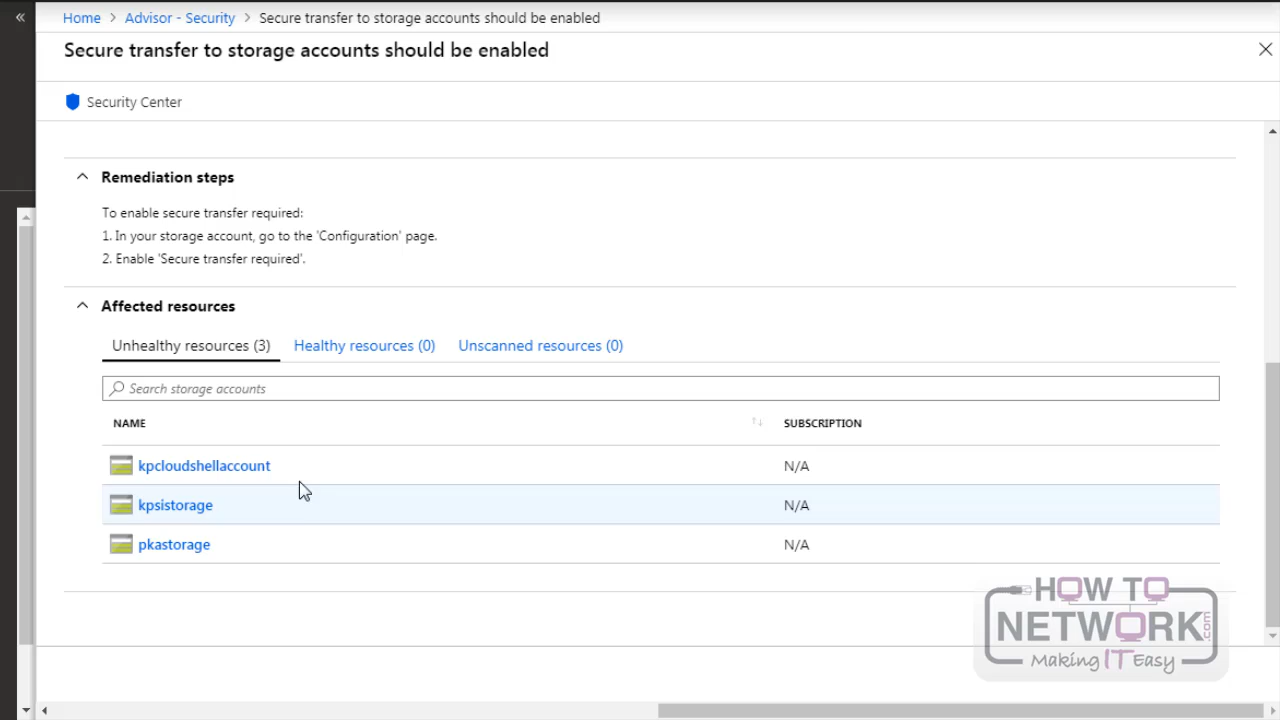 «
Home > Advisor - Security > Secure transfer to storage accounts should be enabled
Secure transfer to storage accounts should be enabled
Security Center
Remediation steps
To enable secure transfer required:
1. In your storage account, go to the 'Configuration' page.
2. Enable 'Secure transfer required'.
Affected resources
Unhealthy resources (3) Healthy resources (0) Unscanned resources (0)
Search storage accounts
NAME SUBSCRIPTION
kpcloudshellaccount N/A
kpsistorage N/A
pkastorage N/A
HOW TO
NETWORK.com
Making IT Easy